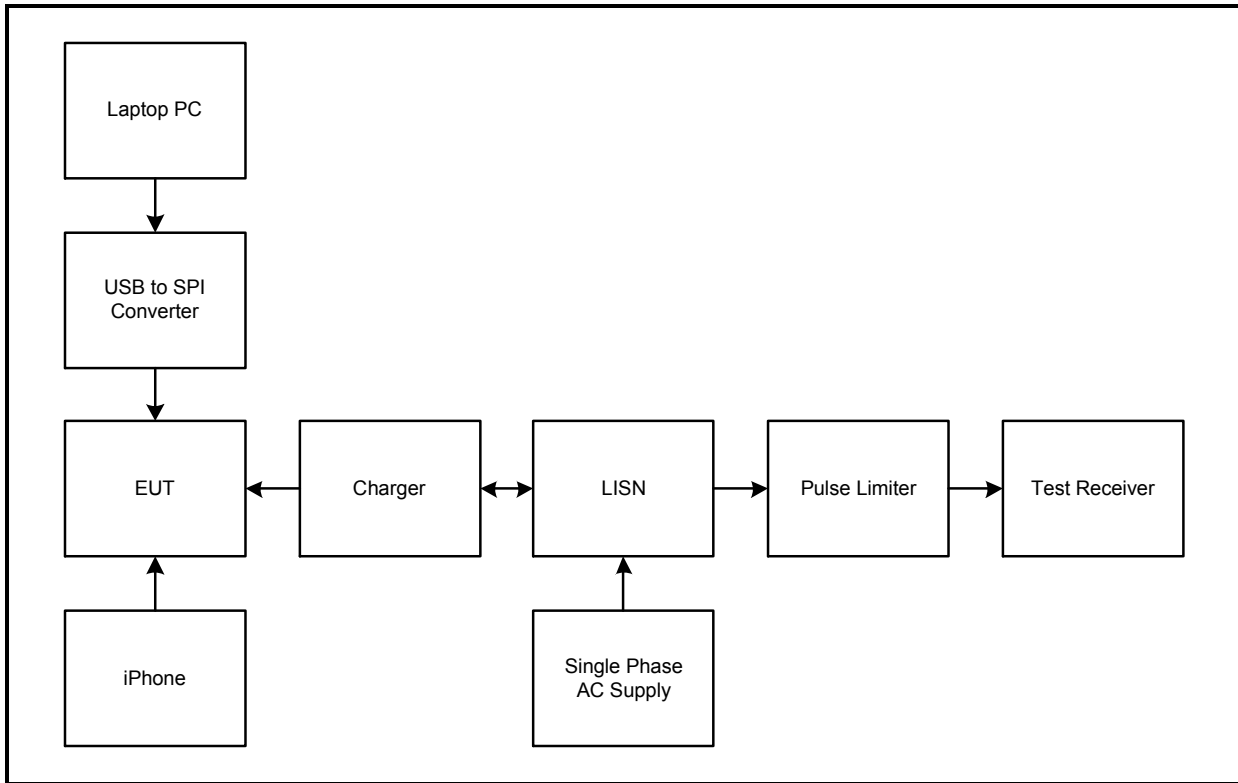 Laptop PC
USB to SPI
Converter
EUT
Charger
LISN
Pulse Limiter
Test Receiver
iPhone
Single Phase
AC Supply